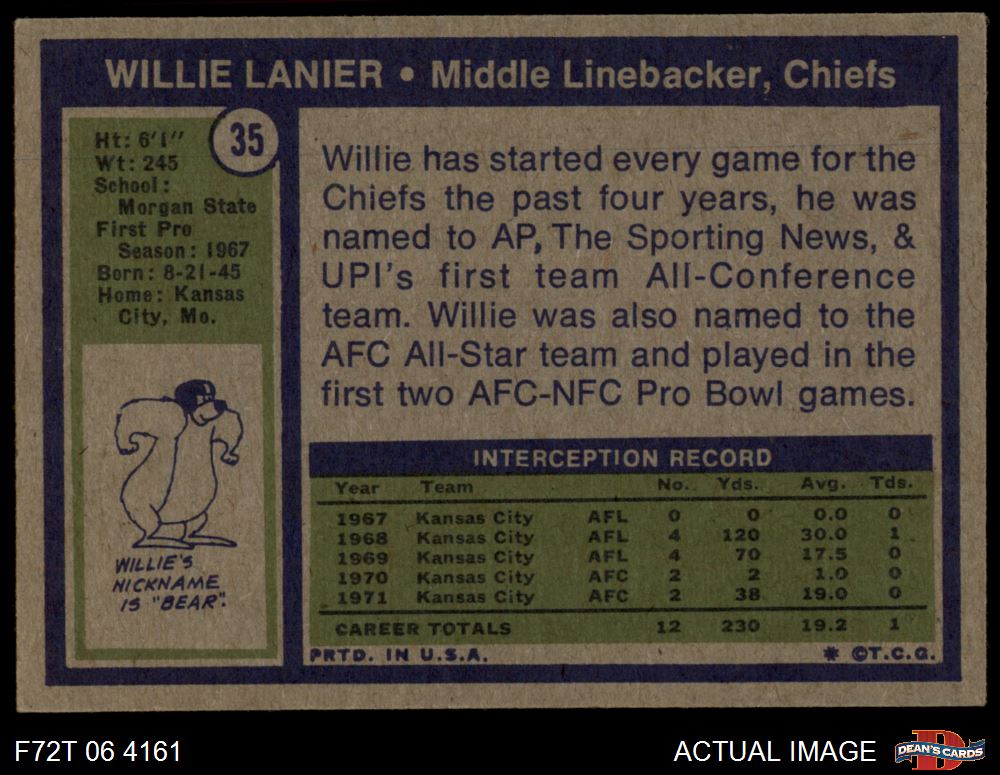 WILLIE LANIER • Middle Linebacker, Chiefs
35
Ht: 6'1"
Wt: 245
School:
Morgan State
First Pro
Season: 1967
Born: 8-21-45
Home: Kansas
City, Mo.
WILLIE'S
NICKNAME
IS "BEAR".
Willie has started every game for the
Chiefs the past four years, he was
named to AP, The Sporting News, &
UPI's first team All-Conference
team. Willie was also named to the
AFC All-Star team and played in the
first two AFC-NFC Pro Bowl games.
INTERCEPTION RECORD
Year Team No. Yds. Avg. Tds.
1967 Kansas City AFL 0 0 0.0 0
1968 Kansas City AFL 4 120 30.0 1
1969 Kansas City AFL 4 70 17.5 0
1970 Kansas City AFC 2 2 1.0 0
1971 Kansas City AFC 2 38 19.0 0
CAREER TOTALS 12 230 19.2 1
PRTD. IN U.S.A. * ©T.C.G.
F72T 06 4161 ACTUAL IMAGE D DEAN'S CARDS